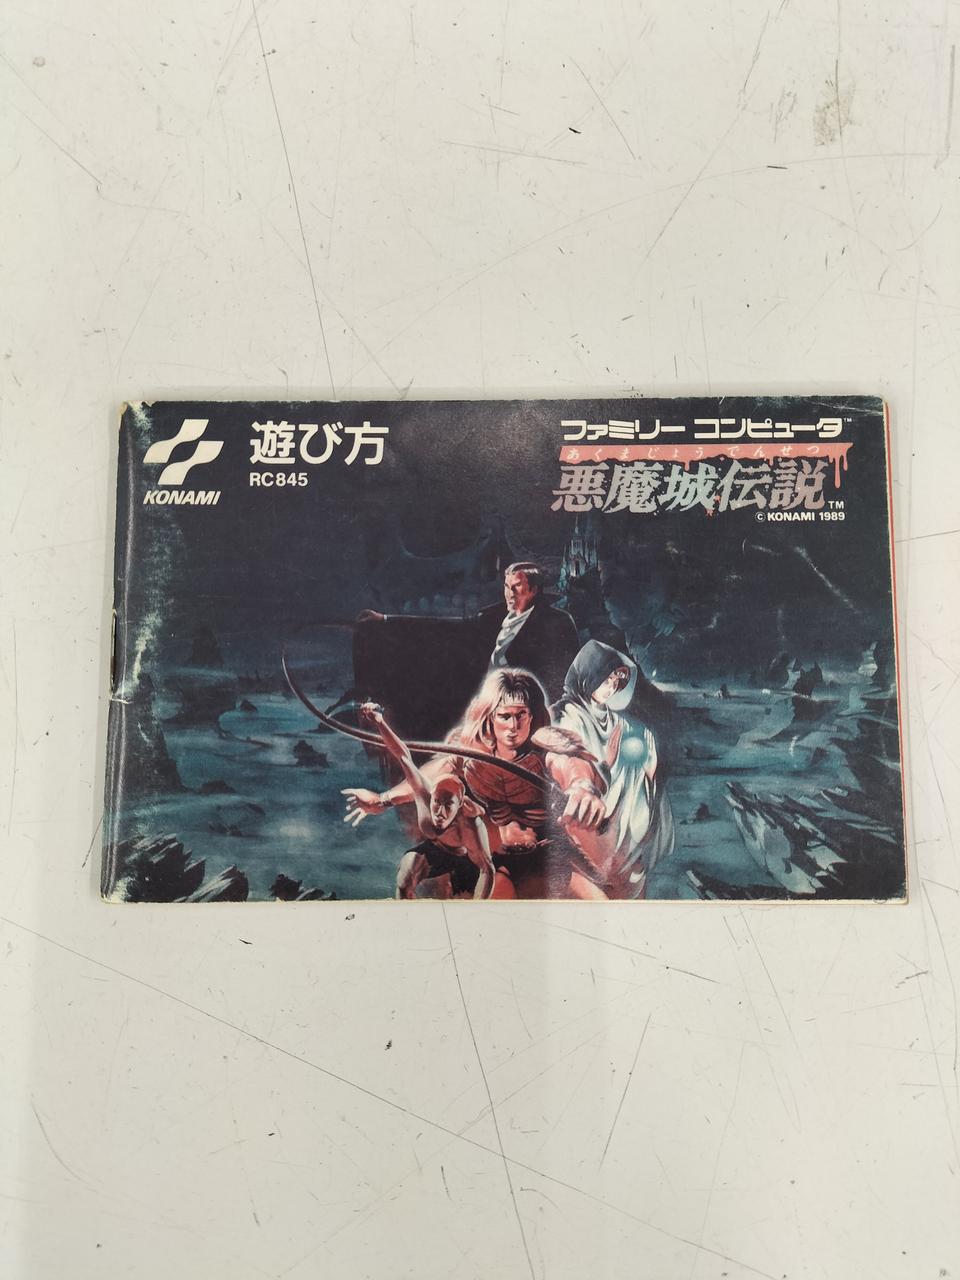 KONAMI
遊び方
RC845
ファミリー コンピュータ™
あくまじょうでんせつ
悪魔城伝説™
© KONAMI 1989